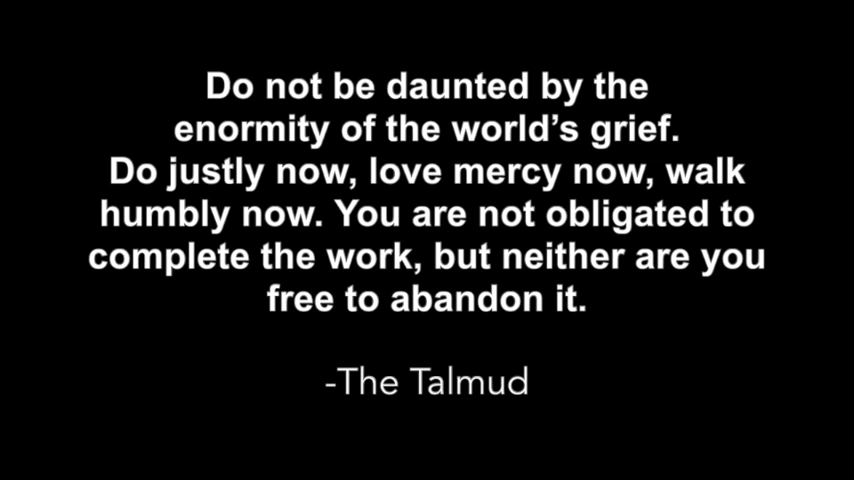 Do not be daunted by the
enormity of the world’s grief.
Do justly now, love mercy now, walk
humbly now. You are not obligated to
complete the work, but neither are you
free to abandon it.
-The Talmud